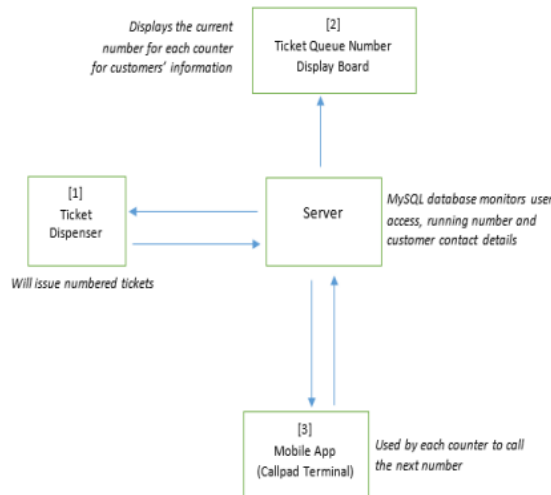 Displays the current
number for each counter
for customers' information
[2]
Ticket Queue Number
Display Board
[1]
Ticket
Dispenser
Will issue numbered tickets
Server
MySQL database monitors user
access, running number and
customer contact details
[3]
Mobile App
(Callpad Terminal)
Used by each counter to call
the next number